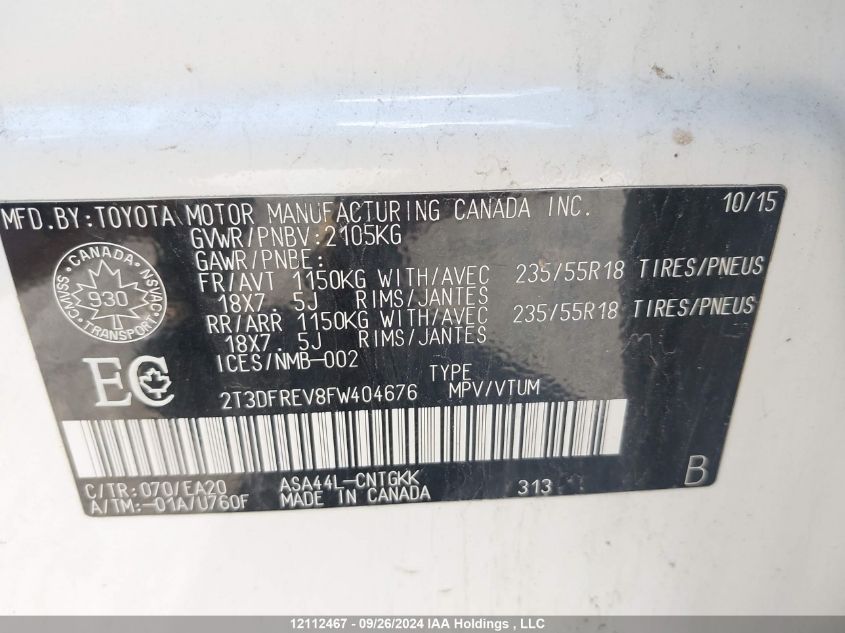 MFD.BY:TOYOTA MOTOR MANUFACTURING CANADA INC. 10/15
GVWR/PNBV:2105KG
GAWR/PNBE:
FR/AVT 1150KG WITH/AVEC 235/55R18 TIRES/PNEUS
18X7. 5J RIMS/JANTES
RR/ARR 1150KG WITH/AVEC 235/55R18 TIRES/PNEUS
18X7. 5J RIMS/JANTES
ICES/NMB-002
CANADA
CMVSS 930 NSVAC
TRANSPORT
EC
2T3DFREV8FW404676
TYPE
MPV/VTUM
C/TR:070/EA20 ASA44L-CNTGKK
A/TM:-01A/U760F MADE IN CANADA 313 B
12112467 - 09/26/2024 IAA Holdings , LLC